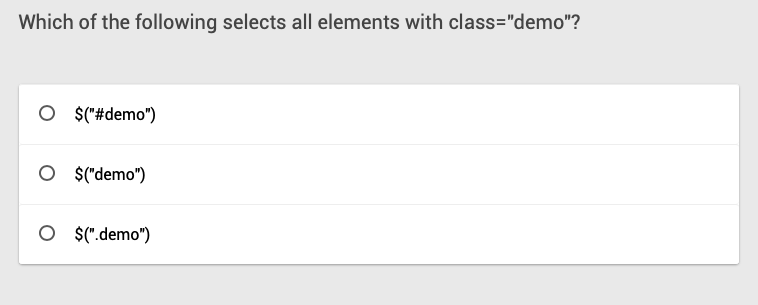 Which of the following selects all elements with class="demo"?
$("#demo")
$("demo")
$(".demo")